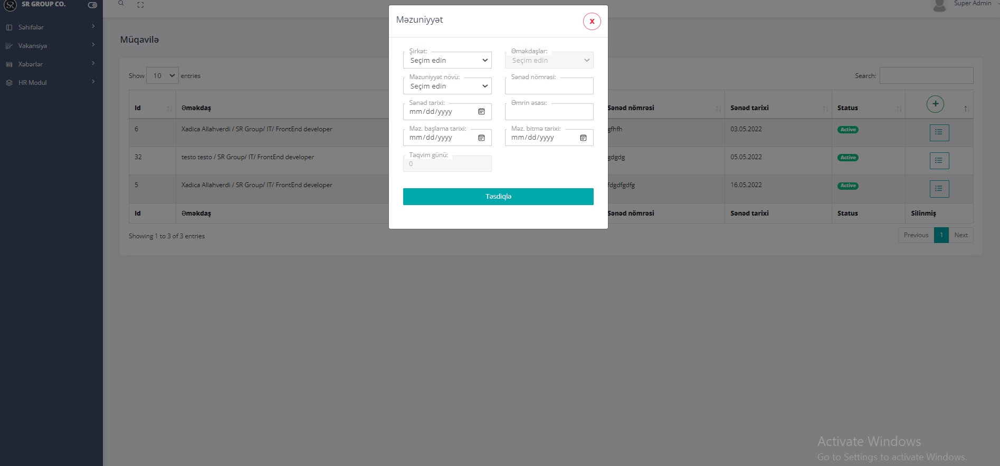 SR SR GROUP CO.
Super Admin
Səhifələr
Vakansiya
Xəbərlər
HR Modul
Müqavilə
Show 10 entries
Search:
Id Əməkdaş Sənəd nömrəsi Sənəd tarixi Status
6 Xadica Allahverdi / SR Group/ IT/ FrontEnd developer gfhfh 03.05.2022 Active
32 testo testo / SR Group/ IT/ FrontEnd developer gdgdg 05.05.2022 Active
5 Xadica Allahverdi / SR Group/ IT/ FrontEnd developer fdgdfgdfg 16.05.2022 Active
Id Əməkdaş Sənəd nömrəsi Sənəd tarixi Status Silinmiş
Showing 1 to 3 of 3 entries
Previous 1 Next
Məzuniyyət X
Şirkət: Əməkdaşlar:
Seçim edin Seçim edin
Məzuniyyət növü: Sənəd nömrəsi:
Seçim edin
Sənəd tarixi: Əmrin əsası:
mm/dd/yyyy
Məz. başlama tarixi: Məz. bitmə tarixi:
mm/dd/yyyy mm/dd/yyyy
Təqvim günü:
0
Təsdiqlə
Activate Windows
Go to Settings to activate Windows.